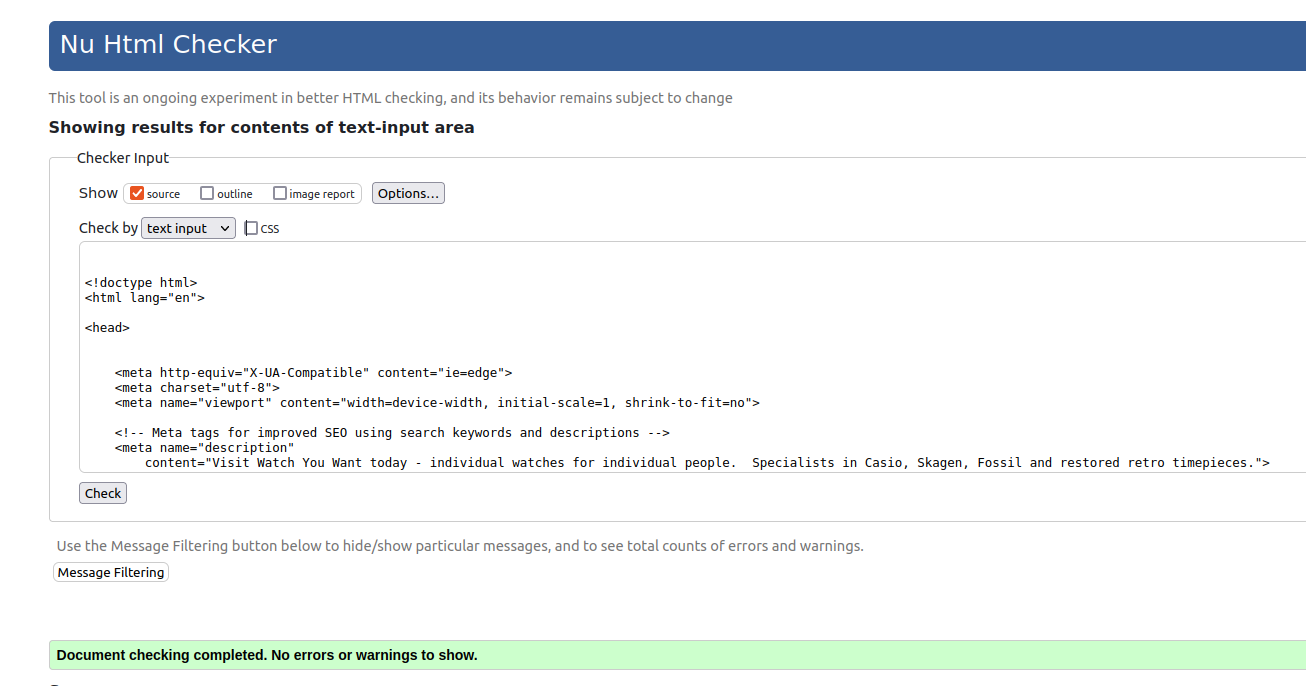 Nu Html Checker
This tool is an ongoing experiment in better HTML checking, and its behavior remains subject to change
Showing results for contents of text-input area
Checker Input
Show source outline image report Options...
Check by text input css
<!doctype html>
<html lang="en">
<head>
<meta http-equiv="X-UA-Compatible" content="ie=edge">
<meta charset="utf-8">
<meta name="viewport" content="width=device-width, initial-scale=1, shrink-to-fit=no">
<!-- Meta tags for improved SEO using search keywords and descriptions -->
<meta name="description"
content="Visit Watch You Want today - individual watches for individual people.  Specialists in Casio, Skagen, Fossil and restored retro timepieces.">
Check
Use the Message Filtering button below to hide/show particular messages, and to see total counts of errors and warnings.
Message Filtering
Document checking completed. No errors or warnings to show.